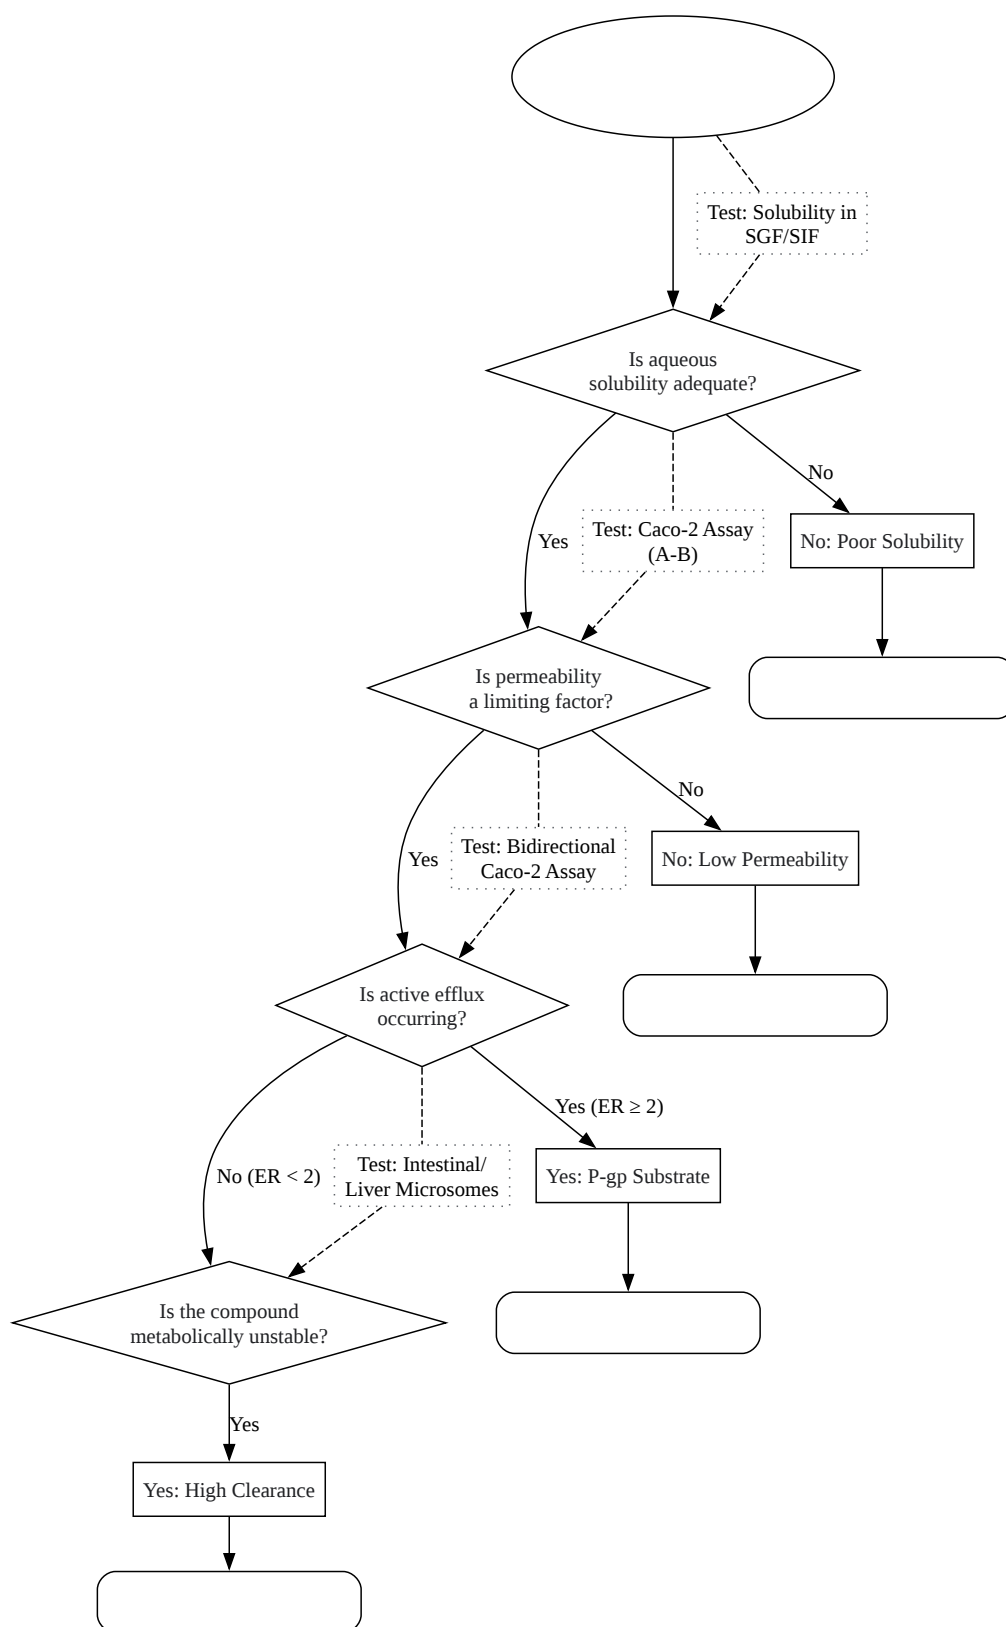 Test: Solubility in
SGF/SIF
Is aqueous
solubility adequate?
No
Yes
Test: Caco-2 Assay
(A-B)
No: Poor Solubility
Is permeability
a limiting factor?
No
Yes
Test: Bidirectional
Caco-2 Assay
No: Low Permeability
Is active efflux
occurring?
Yes (ER ≥ 2)
No (ER < 2)
Test: Intestinal/
Liver Microsomes
Yes: P-gp Substrate
Is the compound
metabolically unstable?
Yes
Yes: High Clearance